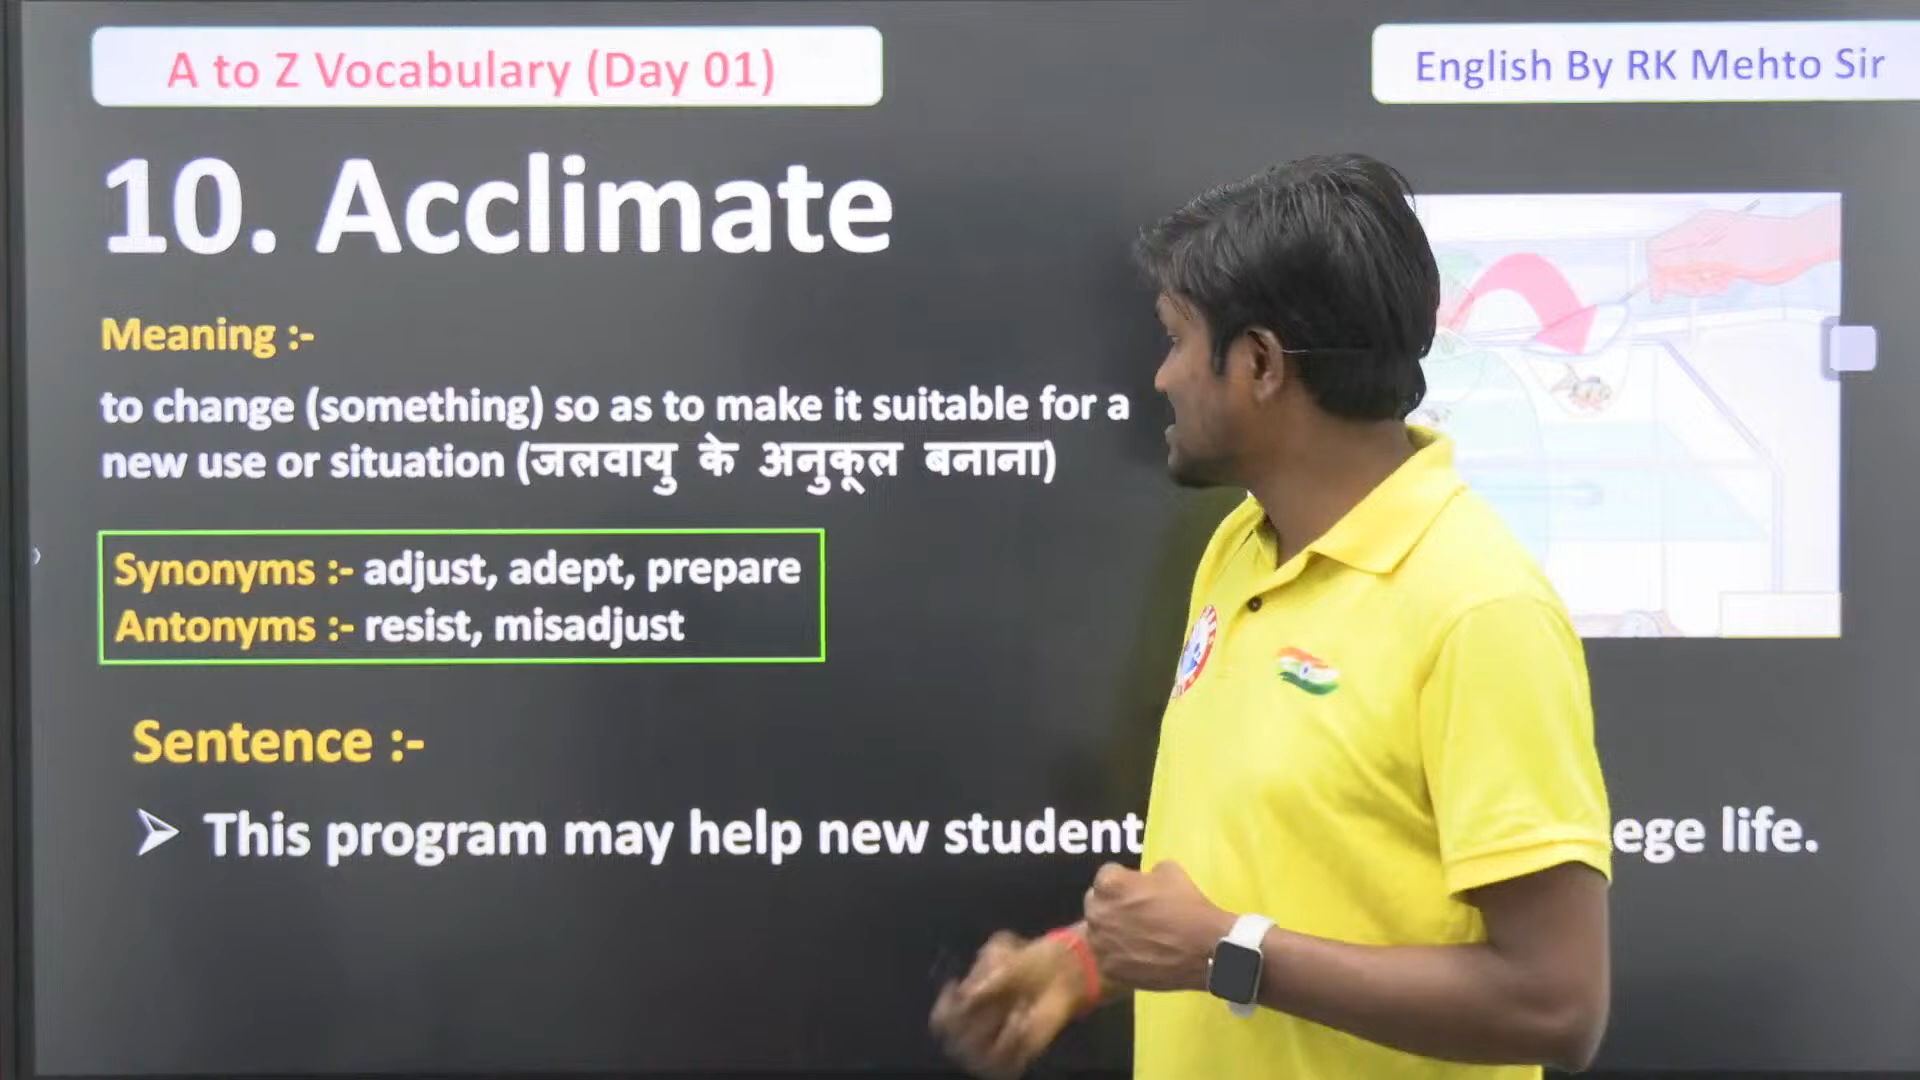 A to Z Vocabulary (Day 01)
English By RK Mehto Sir
10. Acclimate
Meaning :-
to change (something) so as to make it suitable for a
new use or situation (जलवायु के अनुकूल बनाना)
Synonyms :- adjust, adept, prepare
Antonyms :- resist, misadjust
Sentence :-
This program may help new student ege life.